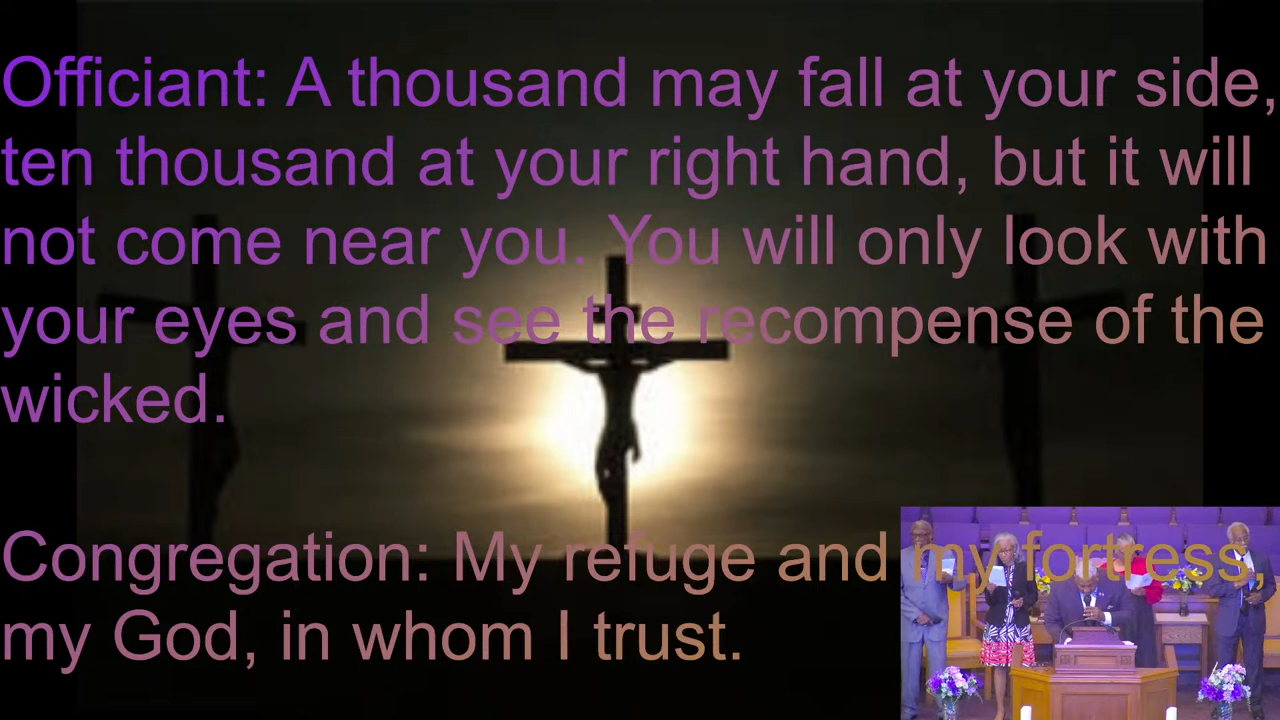 Officiant: A thousand may fall at your side,
ten thousand at your right hand, but it will
not come near you. You will only look with
your eyes and see the recompense of the
wicked.
Congregation: My refuge and my fortress,
my God, in whom I trust.